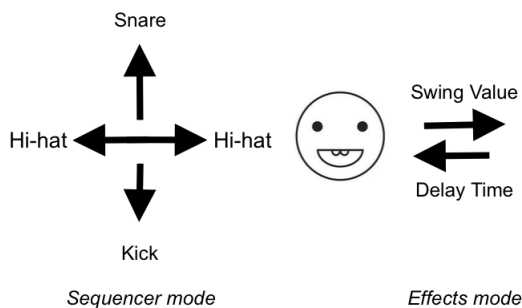 Snare
Hi-hat
Hi-hat
Kick
Sequencer mode
Swing Value
Delay Time
Effects mode